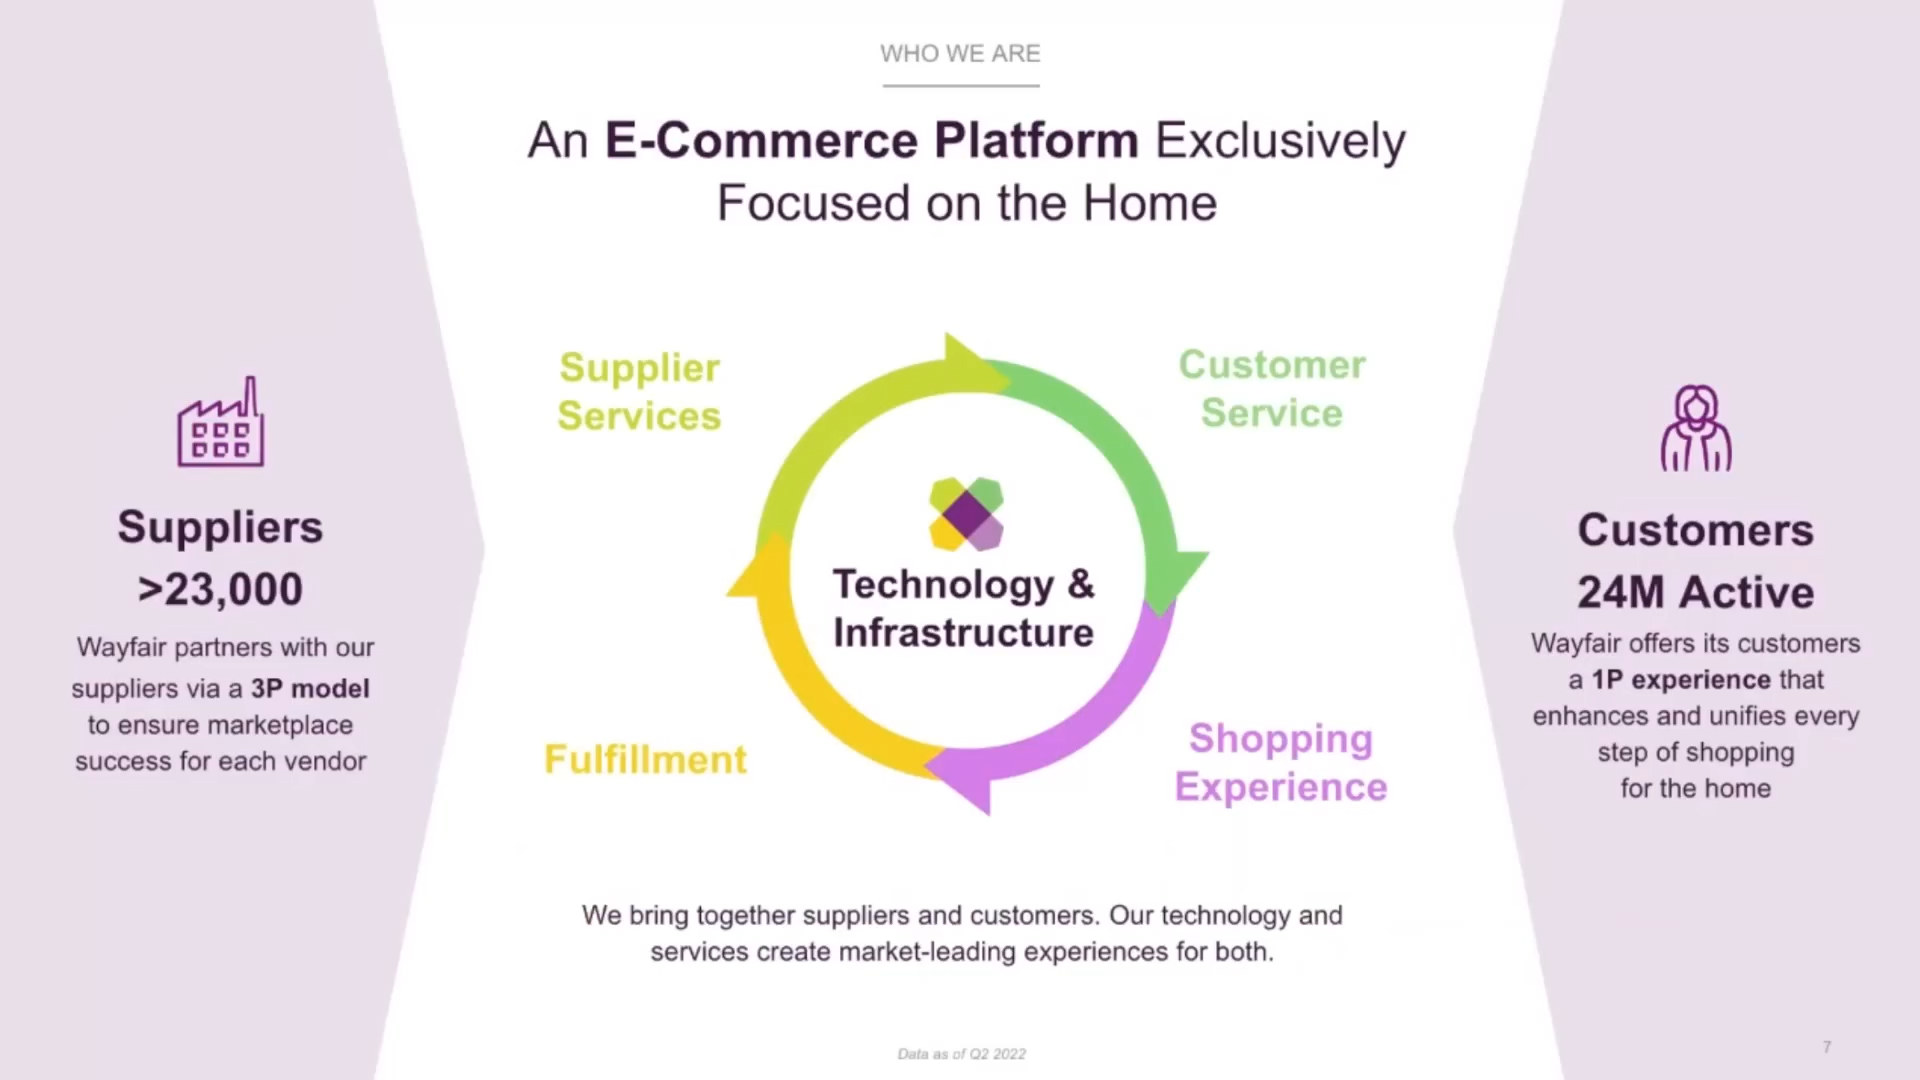 WHO WE ARE
An E-Commerce Platform Exclusively
Focused on the Home
Suppliers
>23,000
Wayfair partners with our
suppliers via a 3P model
to ensure marketplace
success for each vendor
Supplier
Services
Customer
Service
Technology &
Infrastructure
Fulfillment
Shopping
Experience
Customers
24M Active
Wayfair offers its customers
a 1P experience that
enhances and unifies every
step of shopping
for the home
We bring together suppliers and customers. Our technology and
services create market-leading experiences for both.
Data as of Q2 2022
7